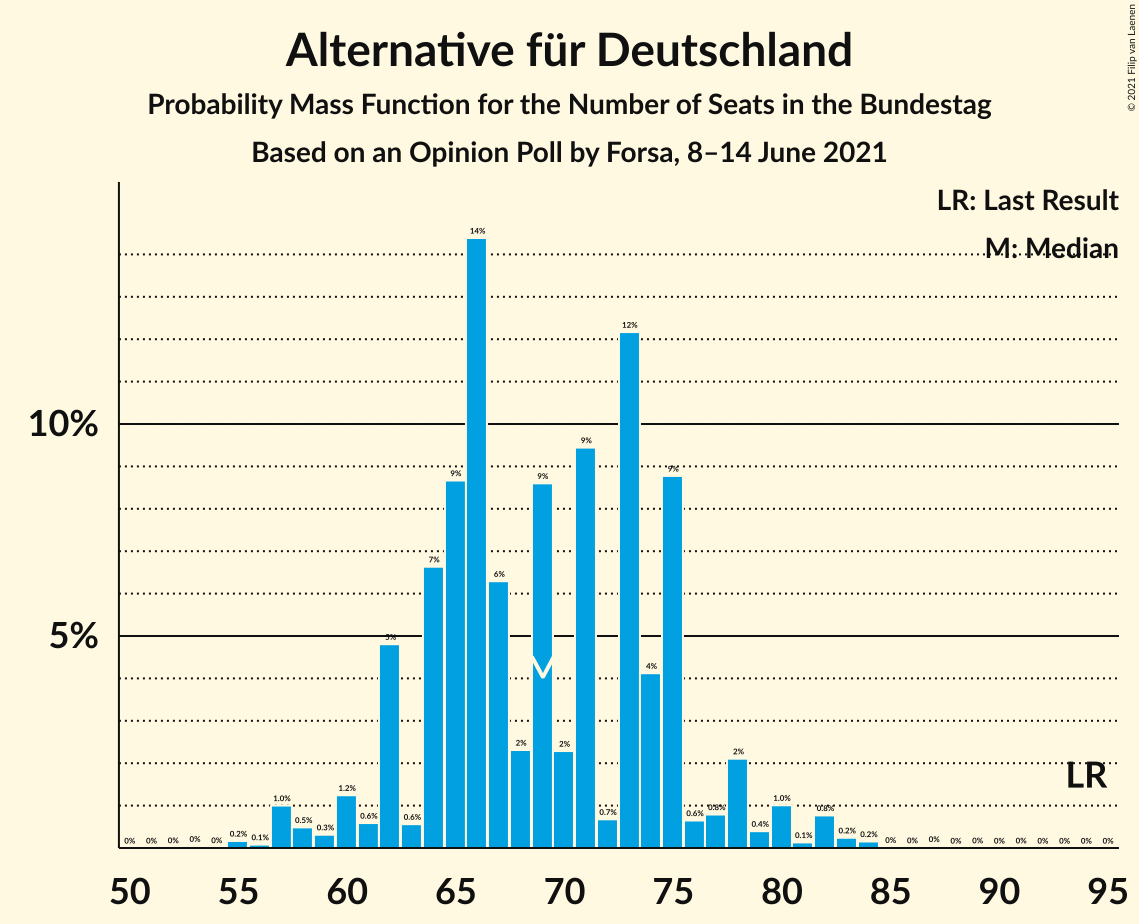 © 2021 Filip van Laenen
Alternative für Deutschland
Probability Mass Function for the Number of Seats in the Bundestag
Based on an Opinion Poll by Forsa, 8–14 June 2021
LR: Last Result
M: Median
10%
5%
0% 0% 0% 0% 0% 0.2% 0.1% 1.0% 0.5% 0.3% 1.2% 0.6% 5% 0.6% 7% 9% 14% 6% 2% 9% 2% 9% 0.7% 12% 4% 9% 0.6% 0.8% 2% 0.4% 1.0% 0.1% 0.8% 0.2% 0.2% 0% 0% 0% 0% 0% 0% 0% 0% 0% 0% 0%
LR
50 55 60 65 70 75 80 85 90 95